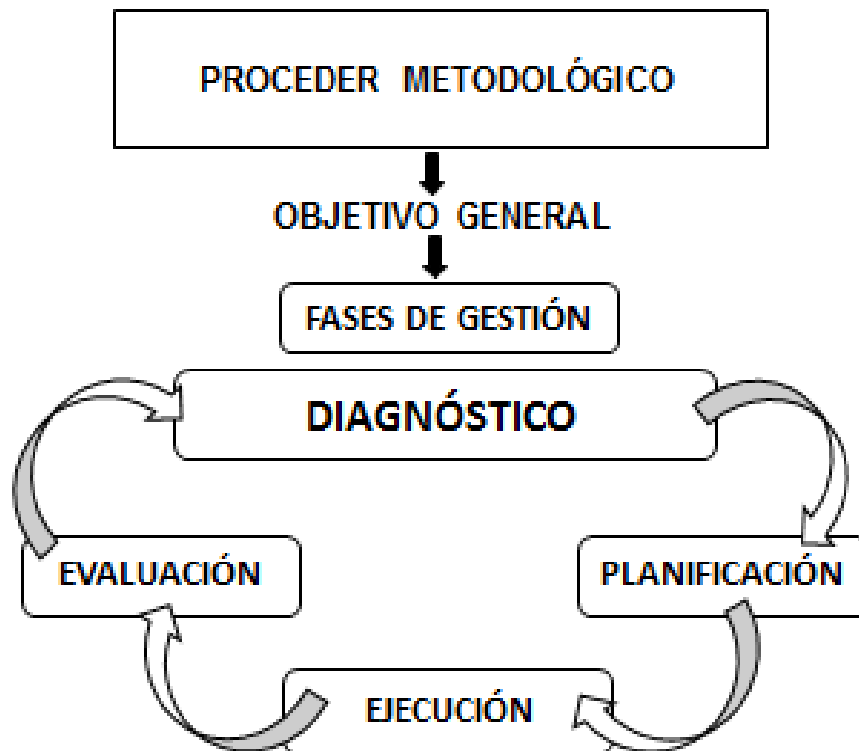 PROCEDER METODOLÓGICO
OBJETIVO GENERAL
FASES DE GESTIÓN
DIAGNÓSTICO
EVALUACIÓN
PLANIFICACIÓN
EJECUCIÓN